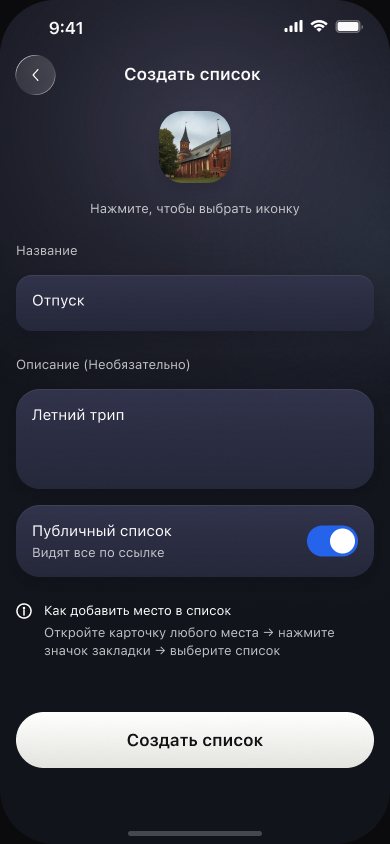 9:41
Создать список
Нажмите, чтобы выбрать иконку
Название
Отпуск
Описание (Необязательно)
Летний трип
Публичный список
Видят все по ссылке
Как добавить место в список
Откройте карточку любого места → нажмите
значок закладки → выберите список
Создать список